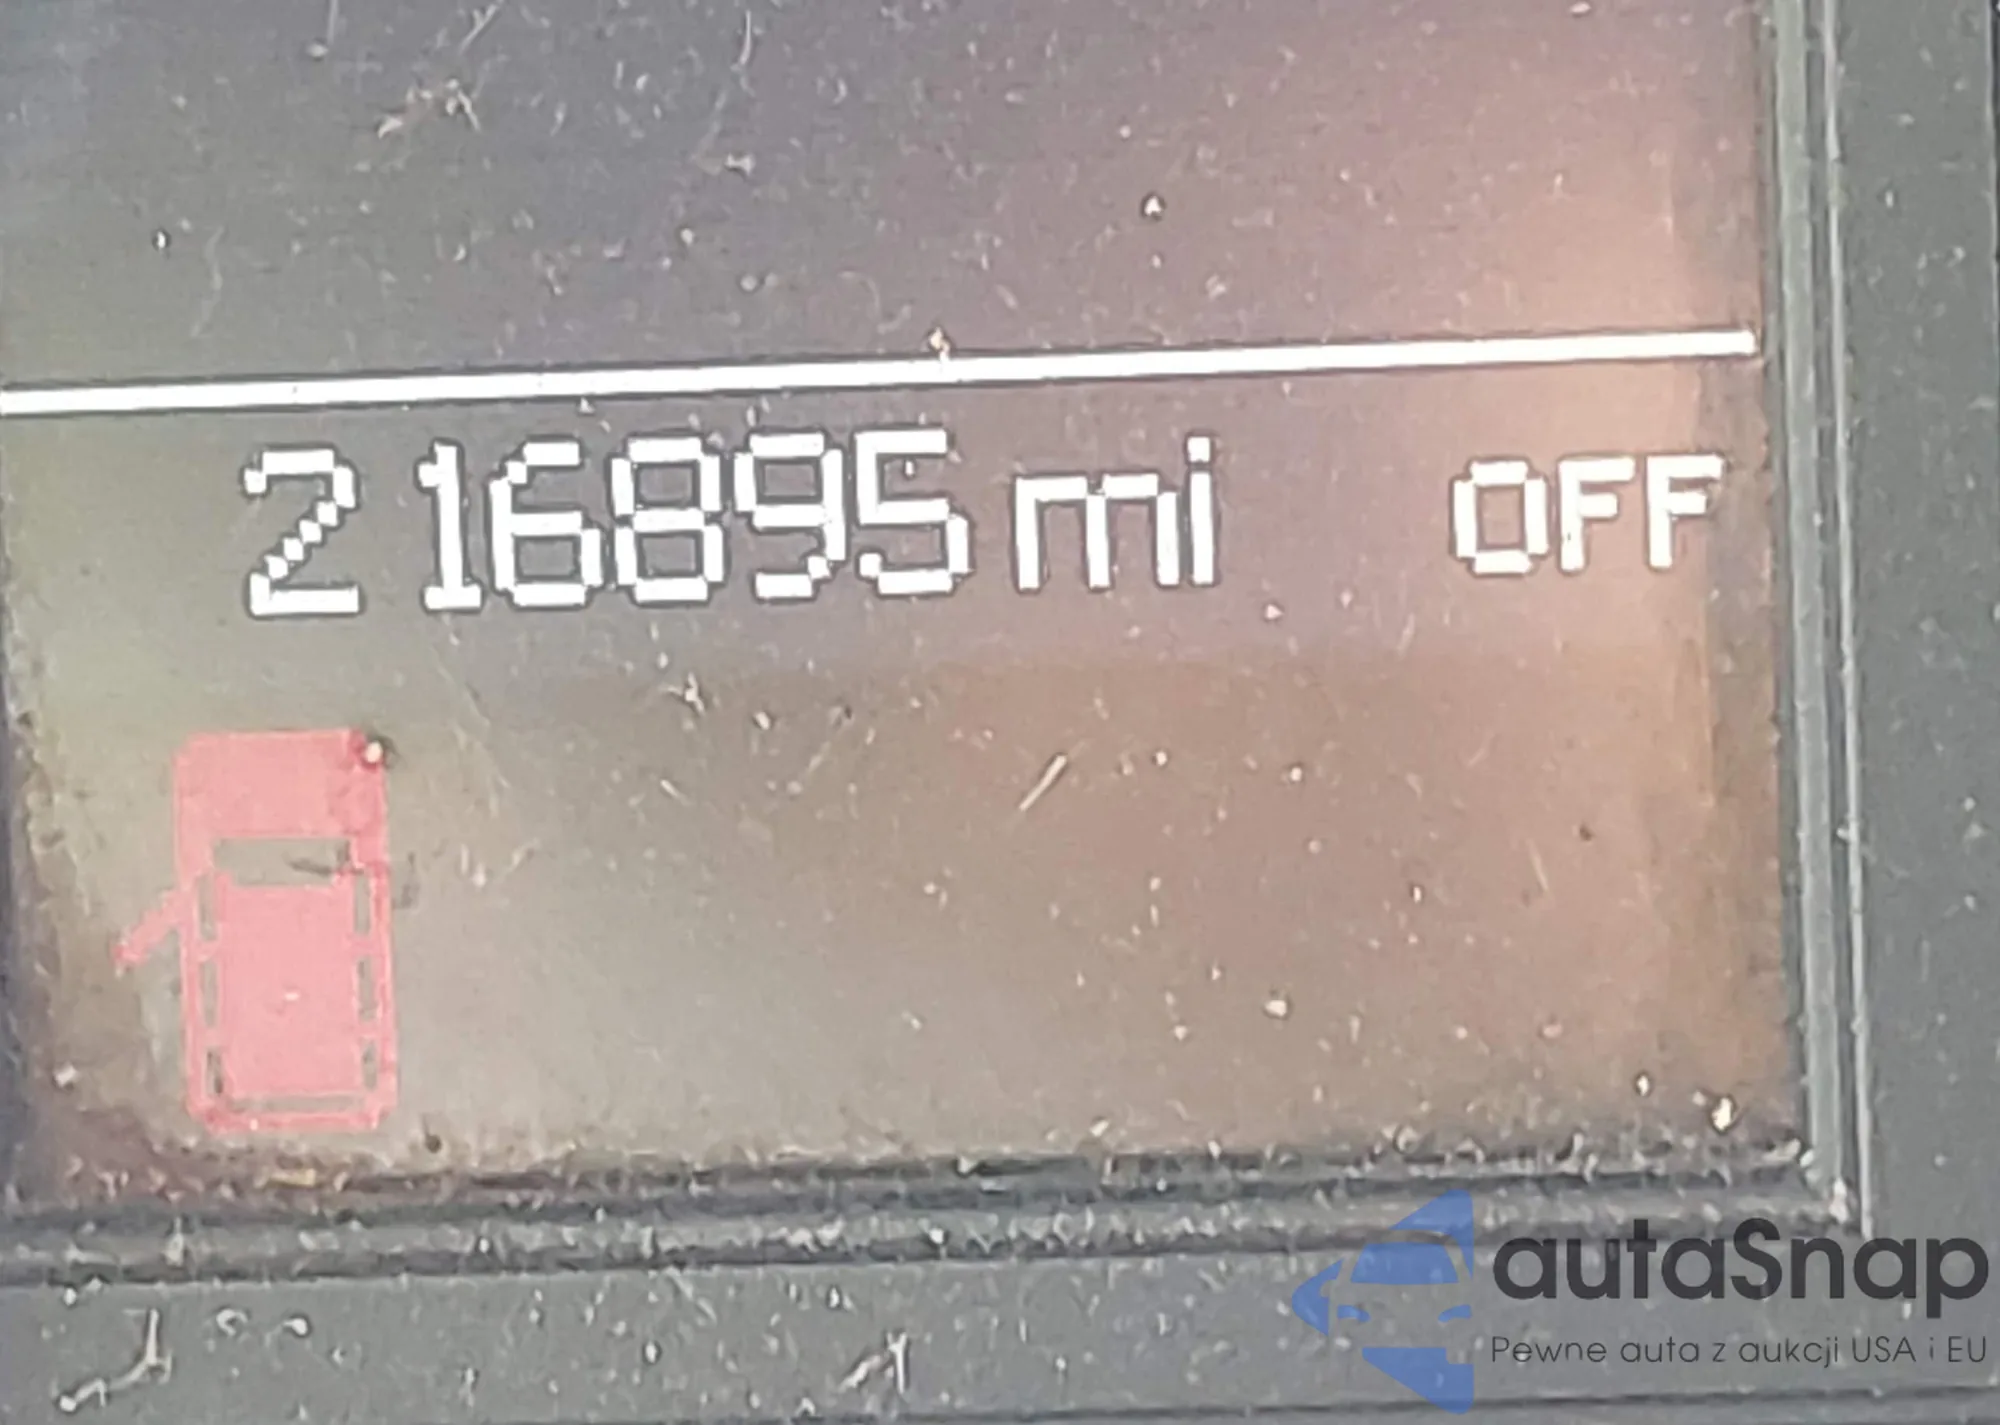 216895 mi OFF
autaSnap
Pewne auta z aukcji USA i EU